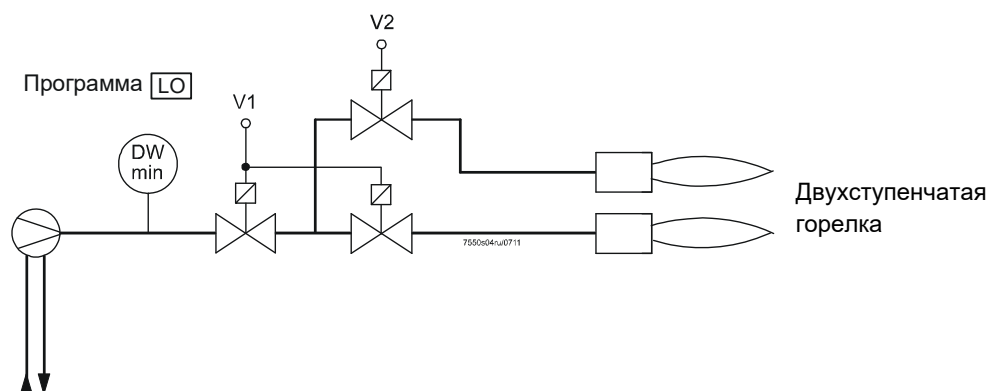 V2
Программа LO
V1
DW
min
Двухступенчатая
горелка
7550s04ru/0711